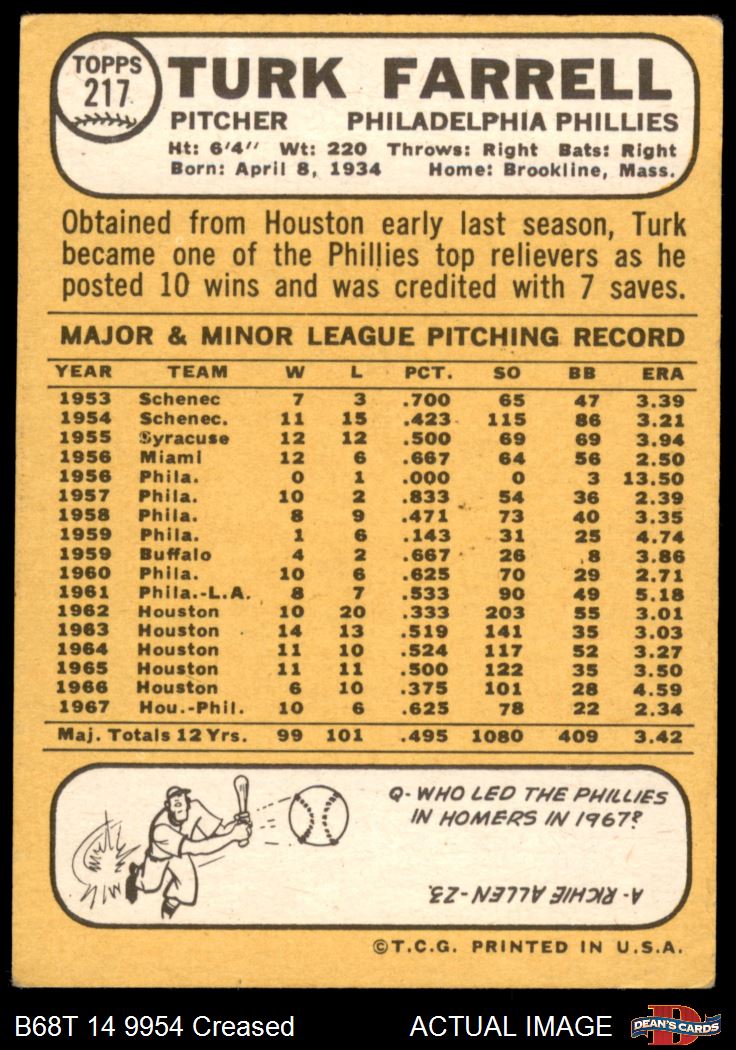 TOPPS
217
TURK FARRELL
PITCHER PHILADELPHIA PHILLIES
Ht: 6'4" Wt: 220 Throws: Right Bats: Right
Born: April 8, 1934 Home: Brookline, Mass.
Obtained from Houston early last season, Turk
became one of the Phillies top relievers as he
posted 10 wins and was credited with 7 saves.
MAJOR & MINOR LEAGUE PITCHING RECORD
YEAR TEAM W L PCT. SO BB ERA
1953 Schenec 7 3 .700 65 47 3.39
1954 Schenec. 11 15 .423 115 86 3.21
1955 Syracuse 12 12 .500 69 69 3.94
1956 Miami 12 6 .667 64 56 2.50
1956 Phila. 0 1 .000 0 3 13.50
1957 Phila. 10 2 .833 54 36 2.39
1958 Phila. 8 9 .471 73 40 3.35
1959 Phila. 1 6 .143 31 25 4.74
1959 Buffalo 4 2 .667 26 8 3.86
1960 Phila. 10 6 .625 70 29 2.71
1961 Phila.-L.A. 8 7 .533 90 49 5.18
1962 Houston 10 20 .333 203 55 3.01
1963 Houston 14 13 .519 141 35 3.03
1964 Houston 11 10 .524 117 52 3.27
1965 Houston 11 11 .500 122 35 3.50
1966 Houston 6 10 .375 101 28 4.59
1967 Hou.-Phil. 10 6 .625 78 22 2.34
Maj. Totals 12 Yrs. 99 101 .495 1080 409 3.42
Q- WHO LED THE PHILLIES
IN HOMERS IN 1967?
A- RICHIE ALLEN-23.
©T.C.G. PRINTED IN U.S.A.
B68T 14 9954 Creased ACTUAL IMAGE
D
DEAN'S CARDS